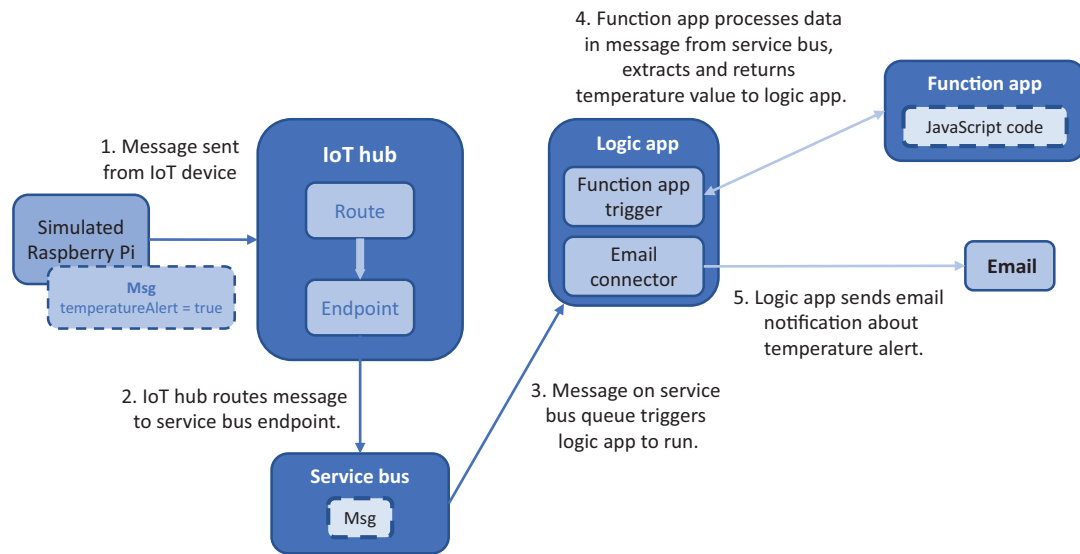 4. Function app processes data
in message from service bus,
extracts and returns
temperature value to logic app.
Function app
JavaScript code
1. Message sent
from IoT device
IoT hub
Route
Endpoint
Logic app
Function app
trigger
Email
connector
Simulated
Raspberry Pi
Msg
temperatureAlert = true
Email
5. Logic app sends email
notification about
temperature alert.
2. IoT hub routes message
to service bus endpoint.
3. Message on service
bus queue triggers
logic app to run.
Service bus
Msg